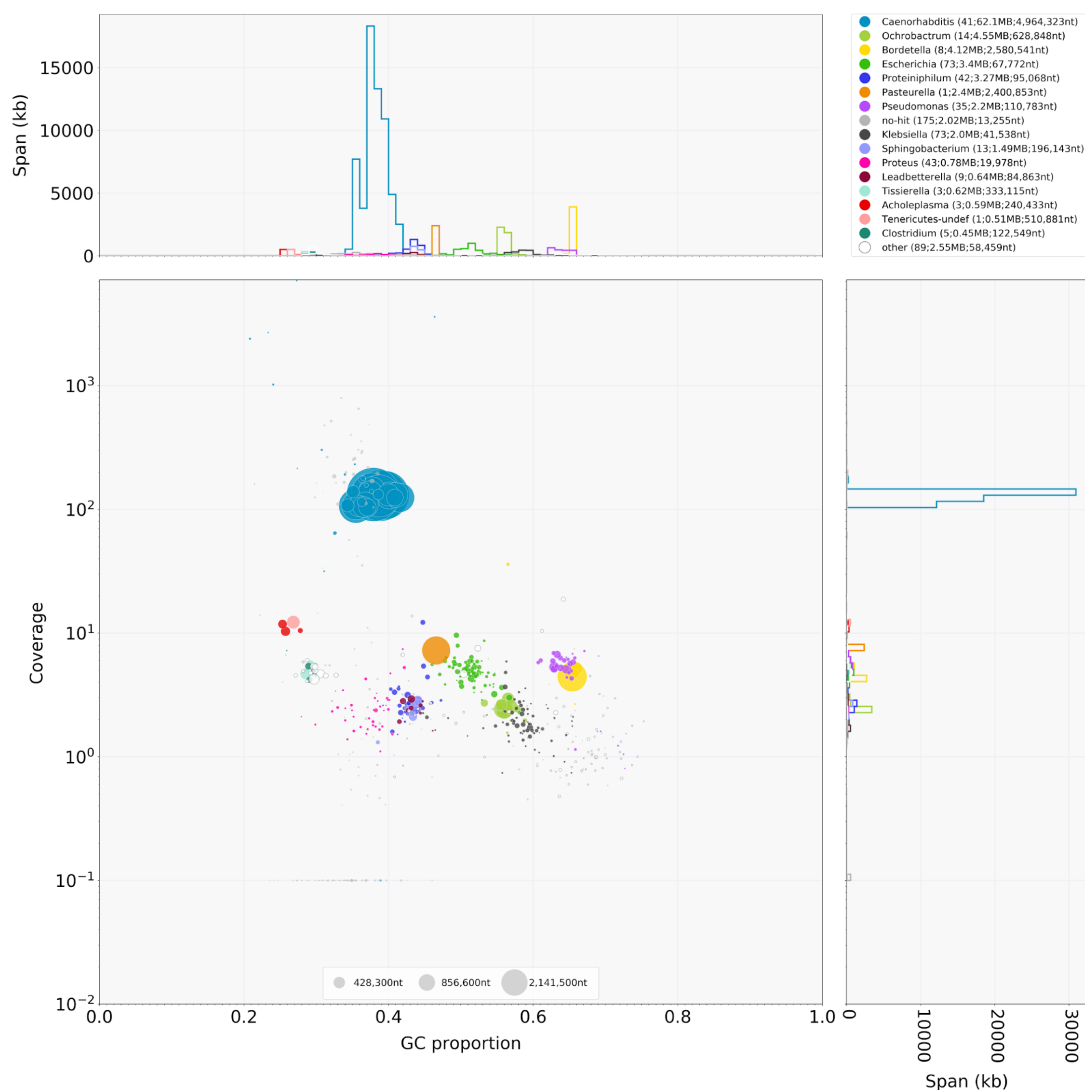 Span (kb)
15000
10000
5000
0
Caenorhabditis (41;62.1MB;4,964,323nt)
Ochrobactrum (14;4.55MB;628,848nt)
Bordetella (8;4.12MB;2,580,541nt)
Escherichia (73;3.4MB;67,772nt)
Proteiniphilum (42;3.27MB;95,068nt)
Pasteurella (1;2.4MB;2,400,853nt)
Pseudomonas (35;2.2MB;110,783nt)
no-hit (175;2.02MB;13,255nt)
Klebsiella (73;2.0MB;41,538nt)
Sphingobacterium (13;1.49MB;196,143nt)
Proteus (43;0.78MB;19,978nt)
Leadbetterella (9;0.64MB;84,863nt)
Tissierella (3;0.62MB;333,115nt)
Acholeplasma (3;0.59MB;240,433nt)
Tenericutes-undef (1;0.51MB;510,881nt)
Clostridium (5;0.45MB;122,549nt)
other (89;2.55MB;58,459nt)
Coverage
10³
10²
10¹
10⁰
10⁻¹
10⁻²
428,300nt 856,600nt 2,141,500nt
0.0 0.2 0.4 0.6 0.8 1.0
GC proportion
0 10000 20000 30000
Span (kb)